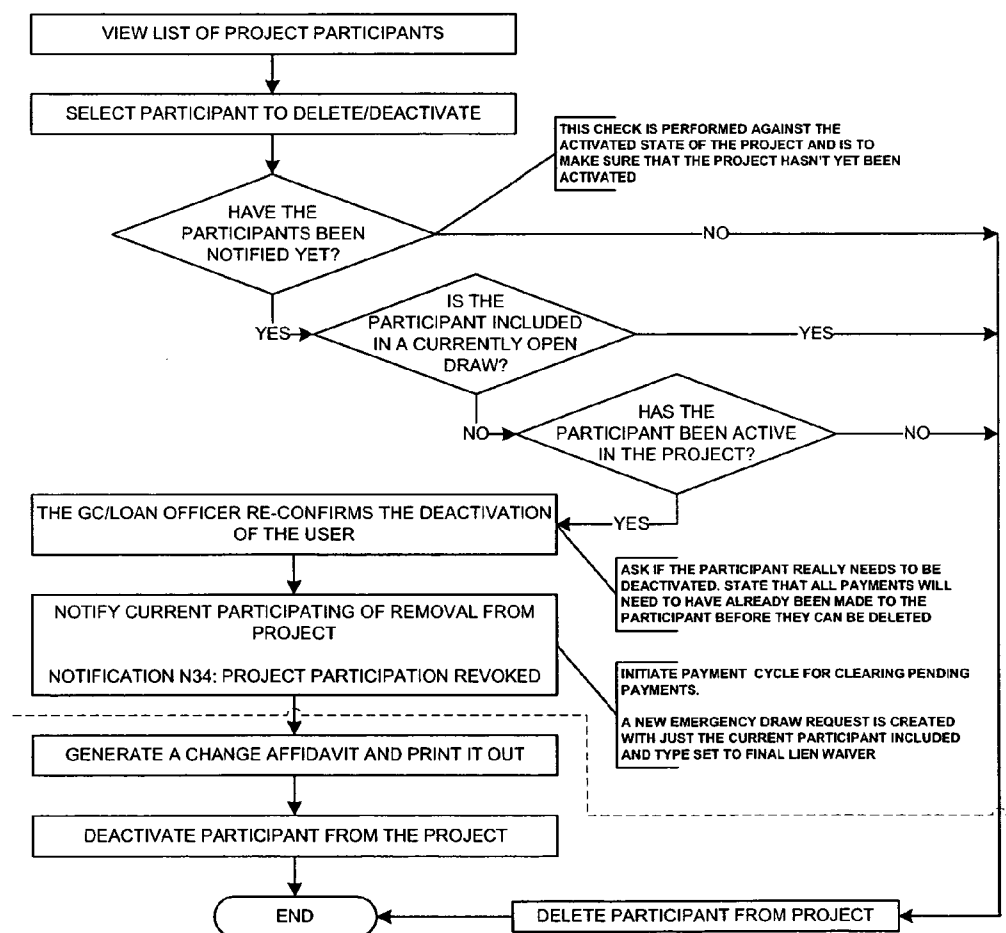 VIEW LIST OF PROJECT PARTICIPANTS
SELECT PARTICIPANT TO DELETE/DEACTIVATE
THIS CHECK IS PERFORMED AGAINST THE
ACTIVATED STATE OF THE PROJECT AND IS TO
MAKE SURE THAT THE PROJECT HASN'T YET BEEN
ACTIVATED
HAVE THE
PARTICIPANTS BEEN
NOTIFIED YET?
NO
YES
IS THE
PARTICIPANT INCLUDED
IN A CURRENTLY OPEN
DRAW?
YES
NO
HAS THE
PARTICIPANT BEEN ACTIVE
IN THE PROJECT?
NO
YES
THE GC/LOAN OFFICER RE-CONFIRMS THE DEACTIVATION
OF THE USER
ASK IF THE PARTICIPANT REALLY NEEDS TO BE
DEACTIVATED. STATE THAT ALL PAYMENTS WILL
NEED TO HAVE ALREADY BEEN MADE TO THE
PARTICIPANT BEFORE THEY CAN BE DELETED
NOTIFY CURRENT PARTICIPATING OF REMOVAL FROM
PROJECT
NOTIFICATION N34: PROJECT PARTICIPATION REVOKED
INITIATE PAYMENT CYCLE FOR CLEARING PENDING
PAYMENTS.
A NEW EMERGENCY DRAW REQUEST IS CREATED
WITH JUST THE CURRENT PARTICIPANT INCLUDED
AND TYPE SET TO FINAL LIEN WAIVER
GENERATE A CHANGE AFFIDAVIT AND PRINT IT OUT
DEACTIVATE PARTICIPANT FROM THE PROJECT
END
DELETE PARTICIPANT FROM PROJECT